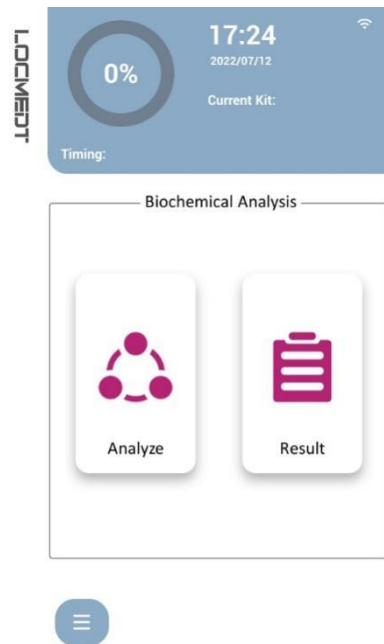 LOCMEDT
0%
17:24
2022/07/12
Current Kit:
Timing:
Biochemical Analysis
Analyze
Result